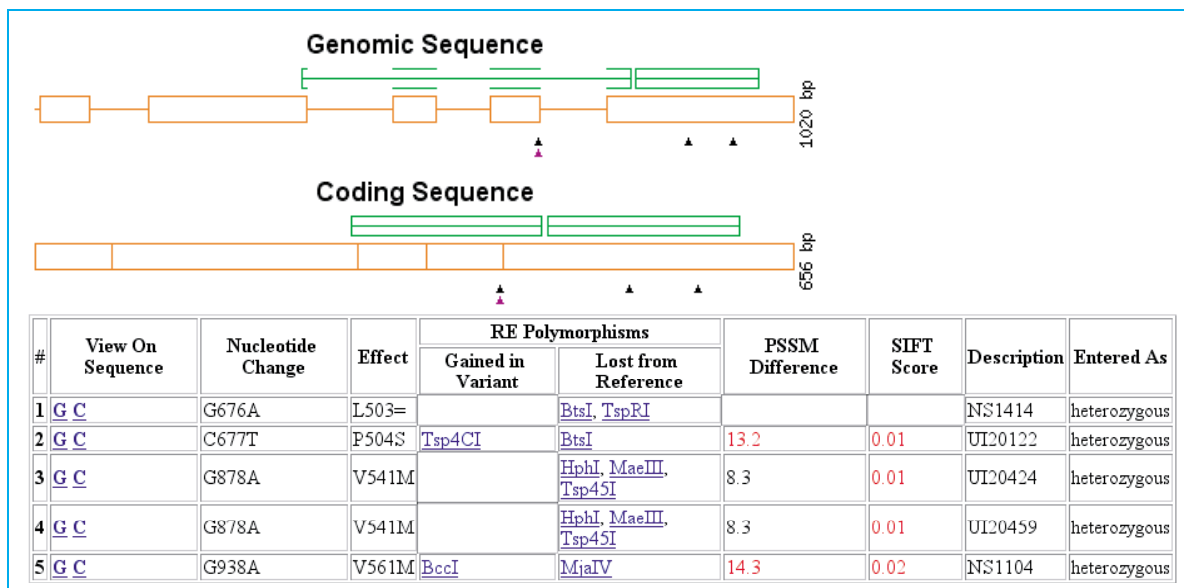 Genomic Sequence
1020 bp
Coding Sequence
656 bp
# View On Sequence Nucleotide Change Effect RE Polymorphisms PSSM Difference SIFT Score Description Entered As
Gained in Variant Lost from Reference
1 G C G676A L503= BtsI, TspRI NS1414 heterozygous
2 G C C677T P504S Tsp4CI BtsI 13.2 0.01 UI20122 heterozygous
3 G C G878A V541M HphI, MaeIII, Tsp45I 8.3 0.01 UI20424 heterozygous
4 G C G878A V541M HphI, MaeIII, Tsp45I 8.3 0.01 UI20459 heterozygous
5 G C G938A V561M BccI MjaIV 14.3 0.02 NS1104 heterozygous